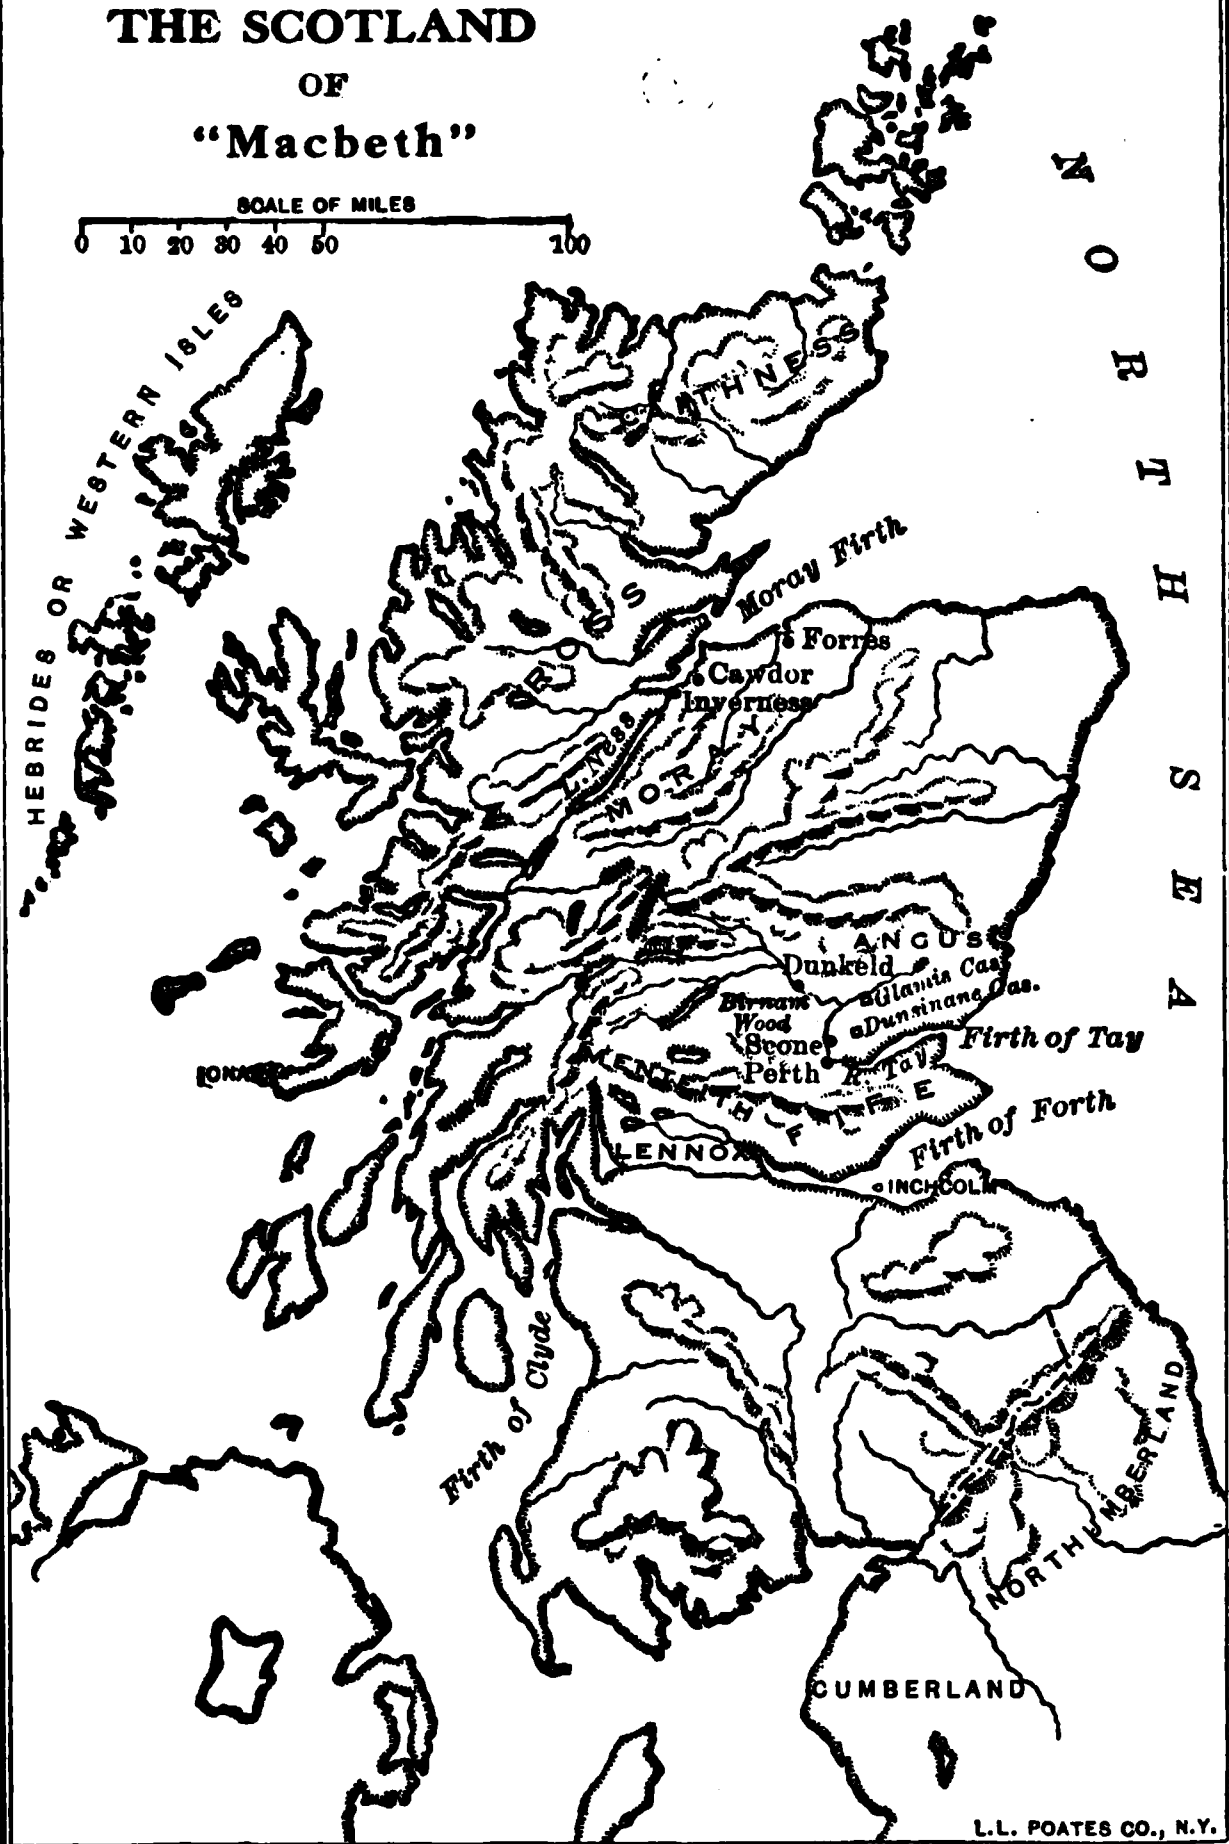 THE SCOTLAND
OF
"Macbeth"
SCALE OF MILES
0 10 20 30 40 50 100
HEBRIDES OR WESTERN ISLES
NORTH SEA
CAITHNESS
ROSS
Moray Firth
Forres
Cawdor
Inverness
L. Ness
MORAY
ANGUS
Dunkeld
Glamis Cas.
Dunsinane Cas.
Birnam
Wood
Scone
Perth
R. Tay
Firth of Tay
IONA
MENTEITH
FIFE
Firth of Forth
LENNOX
INCHCOLM
Firth of Clyde
NORTHUMBERLAND
CUMBERLAND
L.L. POATES CO., N.Y.